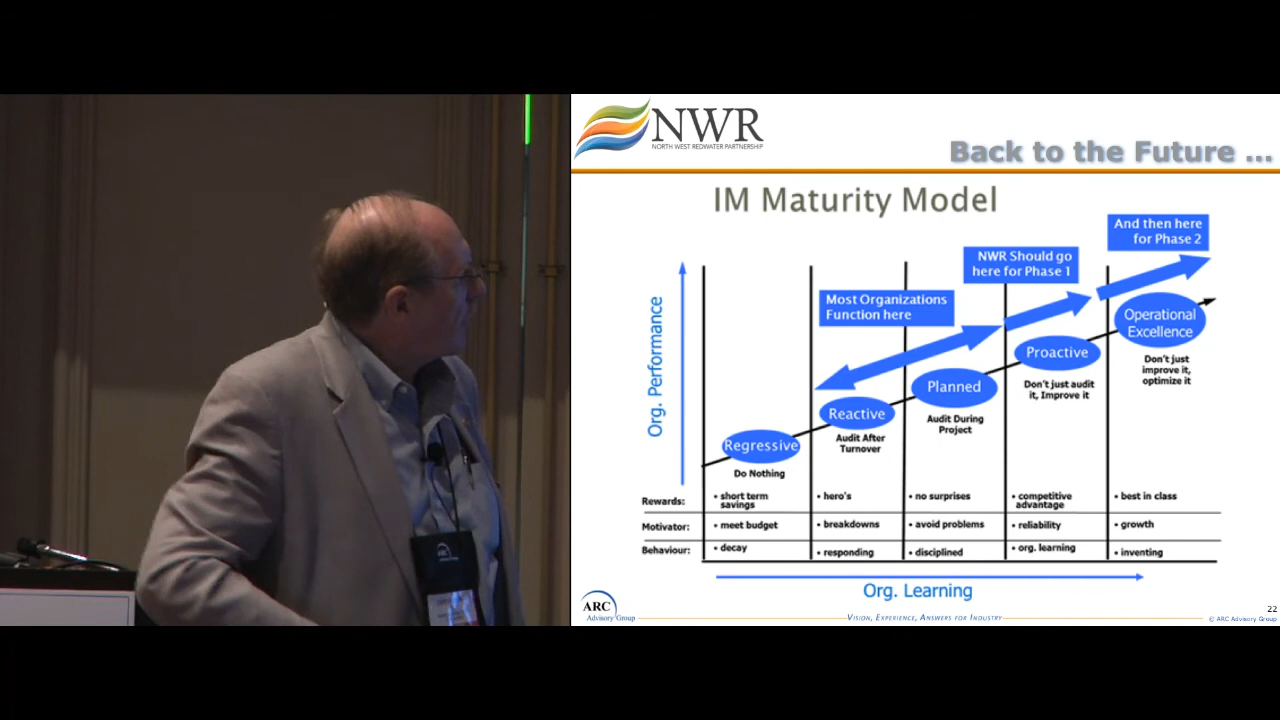 NWR
NORTH WEST REDWATER PARTNERSHIP
Back to the Future ...
IM Maturity Model
And then here
for Phase 2
NWR Should go
here for Phase 1
Most Organizations
Function here
Org. Performance
Operational
Excellence
Don't just
improve it,
optimize it
Proactive
Don't just audit
it, Improve it
Planned
Audit During
Project
Reactive
Audit After
Turnover
Regressive
Do Nothing
Rewards:
• short term
savings
• hero's
• no surprises
• competitive
advantage
• best in class
Motivator:
• meet budget
• breakdowns
• avoid problems
• reliability
• growth
Behaviour:
• decay
• responding
• disciplined
• org. learning
• inventing
Org. Learning
ARC
Advisory Group
VISION, EXPERIENCE, ANSWERS FOR INDUSTRY
22
© ARC Advisory Group
ARC